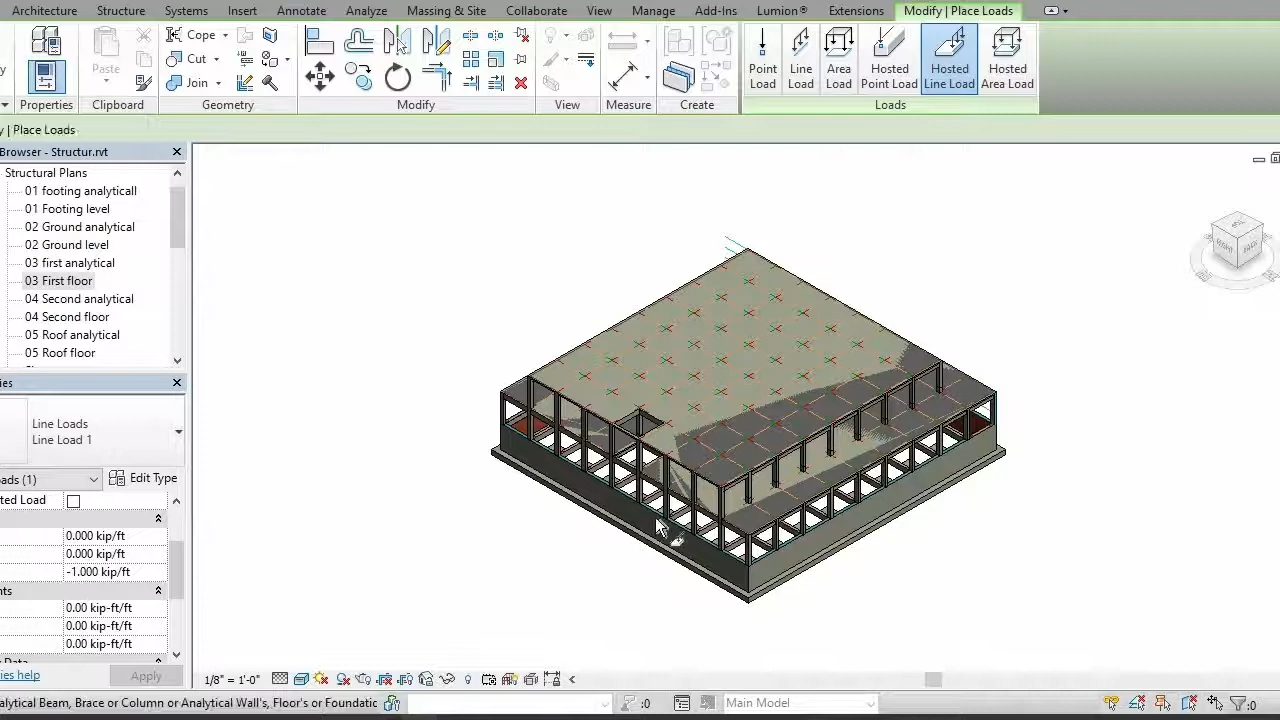 Architecture Structure Systems Insert Annotate Analyze Massing & Site Collaborate View Manage Add-Ins Lumion® Extensions Modify | Place Loads
Cope
Cut
Join
Paste
Point Load
Line Load
Area Load
Hosted Point Load
Hosted Line Load
Hosted Area Load
y
Properties Clipboard Geometry Modify View Measure Create Loads
y | Place Loads
Browser - Structur.rvt
Structural Plans
01 footing analyticall
01 Footing level
02 Ground analytical
02 Ground level
03 first analytical
03 First floor
04 Second analytical
04 Second floor
05 Roof analytical
05 Roof floor
ies
Line Loads
Line Load 1
oads (1) Edit Type
ted Load
0.000 kip/ft
0.000 kip/ft
-1.000 kip/ft
nts
0.00 kip-ft/ft
0.00 kip-ft/ft
0.00 kip-ft/ft
ies help Apply
RIGHT
1/8" = 1'-0"
alytical Beam, Brace or Column or Analytical Wall's, Floor's or Foundatic
:0 Main Model :0